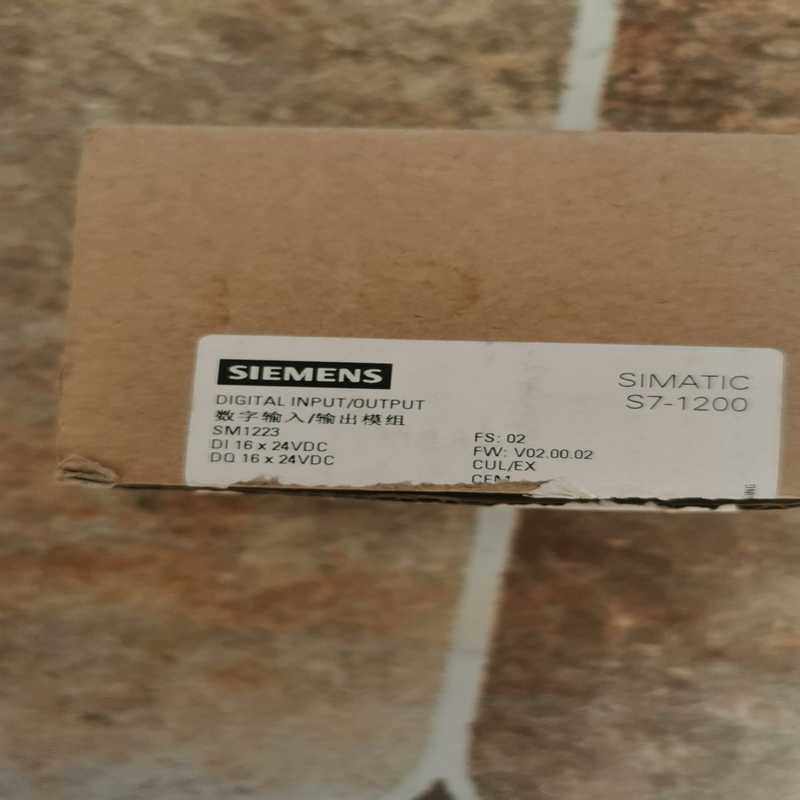 SIEMENS
SIMATIC
S7-1200
DIGITAL INPUT/OUTPUT
数字输入/输出模组
SM1223
DI 16 x 24VDC
DQ 16 x 24VDC
FS: 02
FW: V02.00.02
CUL/EX